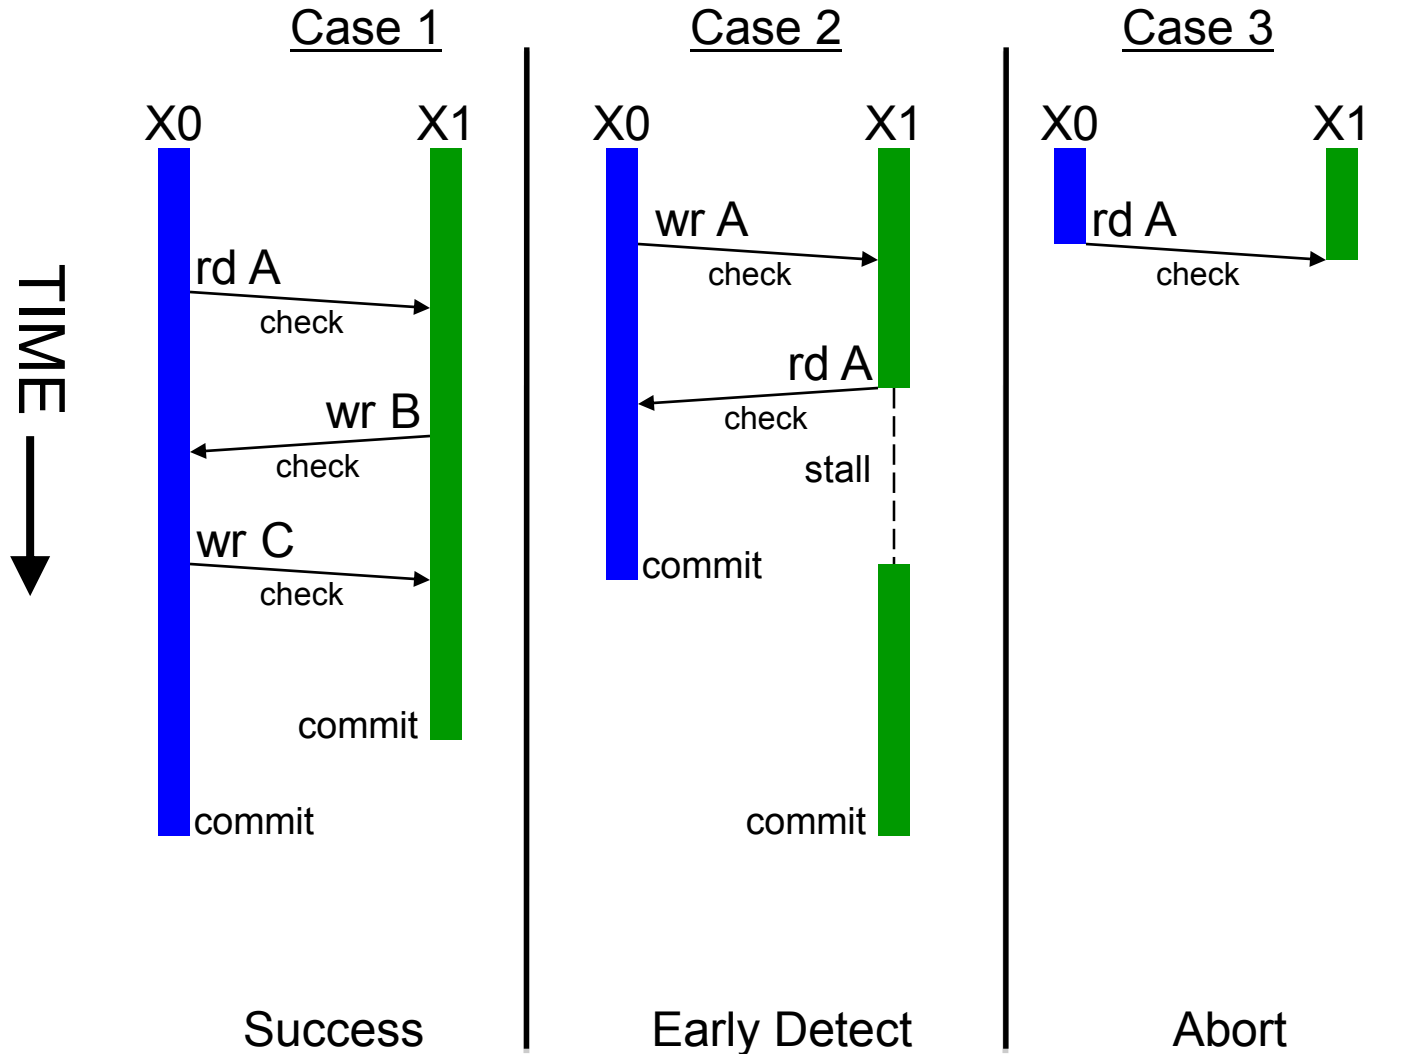 Case 1
Case 2
Case 3
X0
X1
X0
X1
X0
X1
TIME
rd A
check
wr B
check
wr C
check
commit
commit
wr A
check
rd A
check
stall
commit
commit
rd A
check
Success
Early Detect
Abort